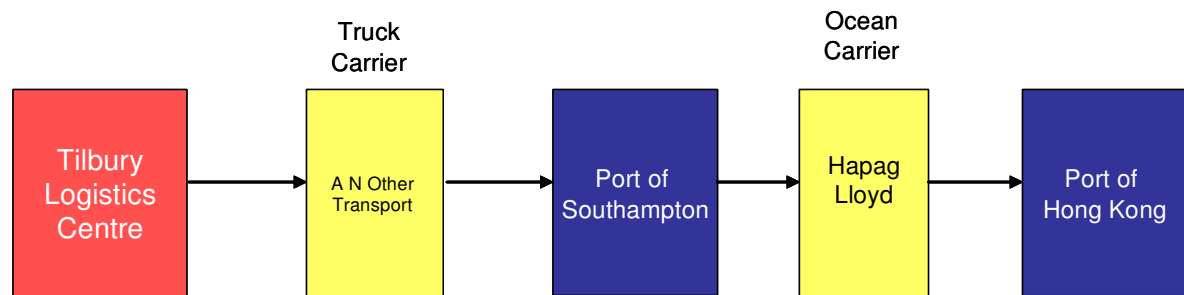 Truck
Carrier
Ocean
Carrier
Tilbury
Logistics
Centre
A N Other
Transport
Port of
Southampton
Hapag
Lloyd
Port of
Hong Kong